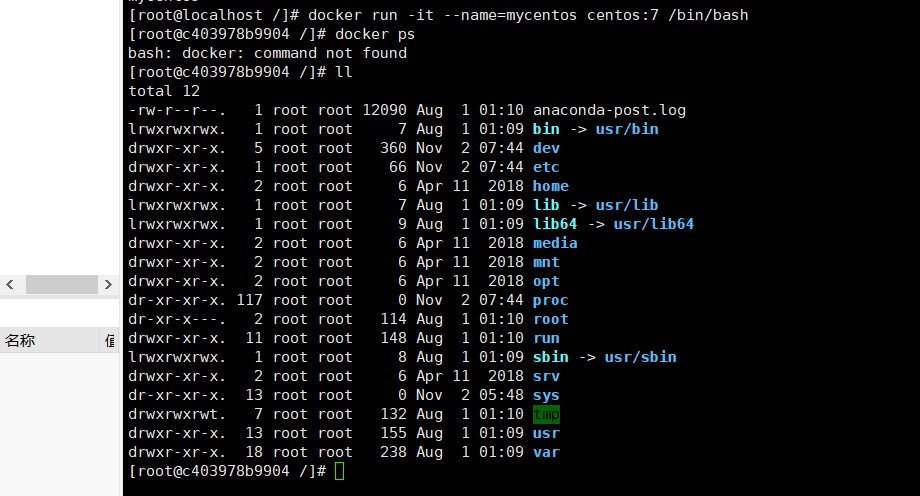 [root@localhost /]# docker run -it --name=mycentos centos:7 /bin/bash
[root@c403978b9904 /]# docker ps
bash: docker: command not found
[root@c403978b9904 /]# ll
total 12
-rw-r--r--.   1 root root 12090 Aug  1 01:10 anaconda-post.log
lrwxrwxrwx.   1 root root     7 Aug  1 01:09 bin -> usr/bin
drwxr-xr-x.   5 root root   360 Nov  2 07:44 dev
drwxr-xr-x.   1 root root    66 Nov  2 07:44 etc
drwxr-xr-x.   2 root root     6 Apr 11  2018 home
lrwxrwxrwx.   1 root root     7 Aug  1 01:09 lib -> usr/lib
lrwxrwxrwx.   1 root root     9 Aug  1 01:09 lib64 -> usr/lib64
drwxr-xr-x.   2 root root     6 Apr 11  2018 media
drwxr-xr-x.   2 root root     6 Apr 11  2018 mnt
drwxr-xr-x.   2 root root     6 Apr 11  2018 opt
dr-xr-xr-x. 117 root root     0 Nov  2 07:44 proc
dr-xr-x---.   2 root root   114 Aug  1 01:10 root
drwxr-xr-x.  11 root root   148 Aug  1 01:10 run
lrwxrwxrwx.   1 root root     8 Aug  1 01:09 sbin -> usr/sbin
drwxr-xr-x.   2 root root     6 Apr 11  2018 srv
dr-xr-xr-x.  13 root root     0 Nov  2 05:48 sys
drwxrwxrwt.   7 root root   132 Aug  1 01:10 tmp
drwxr-xr-x.  13 root root   155 Aug  1 01:09 usr
drwxr-xr-x.  18 root root   238 Aug  1 01:09 var
[root@c403978b9904 /]#
名称